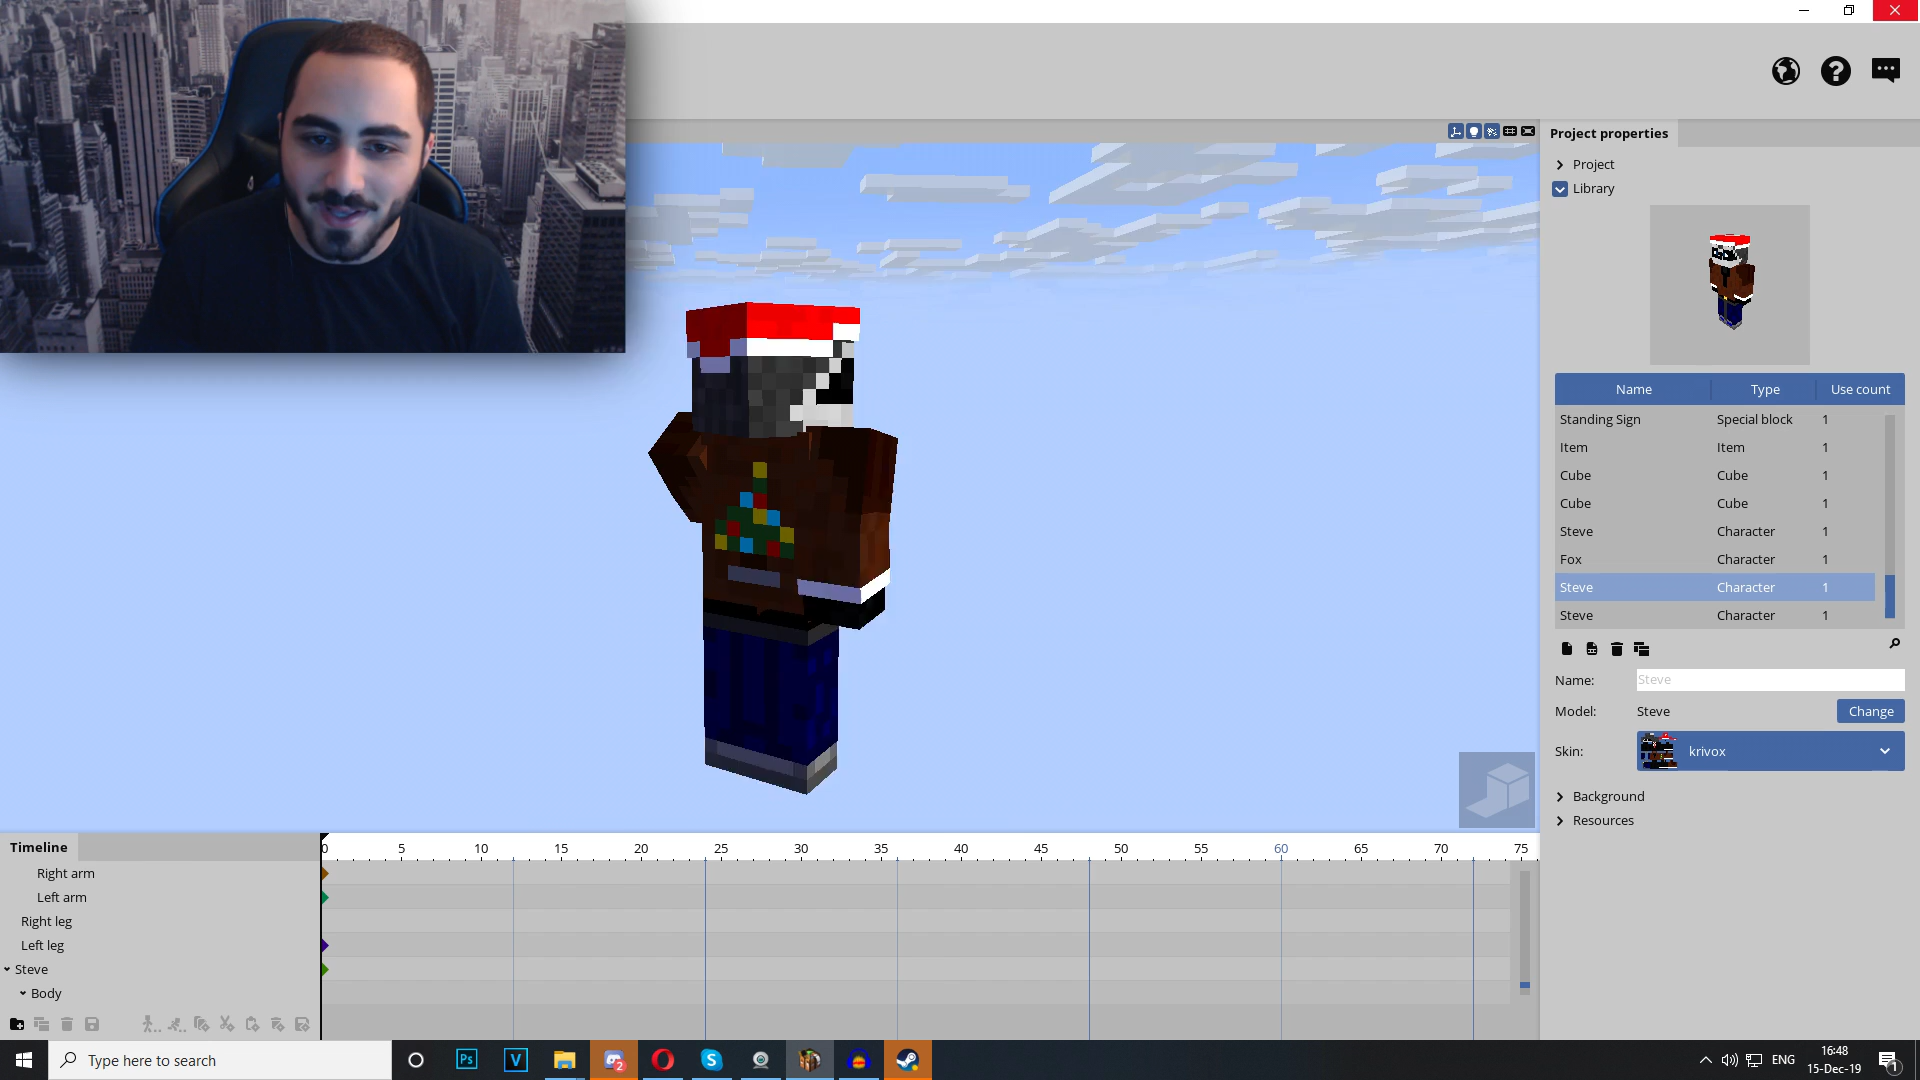 Project properties
Project
Library
Name Type Use count
Standing Sign Special block 1
Item Item 1
Cube Cube 1
Cube Cube 1
Steve Character 1
Fox Character 1
Steve Character 1
Steve Character 1
Name: Steve
Model: Steve Change
Skin: krivox
Background
Resources
Timeline
0 5 10 15 20 25 30 35 40 45 50 55 60 65 70 75
Right arm
Left arm
Right leg
Left leg
Steve
Body
Type here to search
Ps
V
2
S
ENG
16:48
15-Dec-19
1